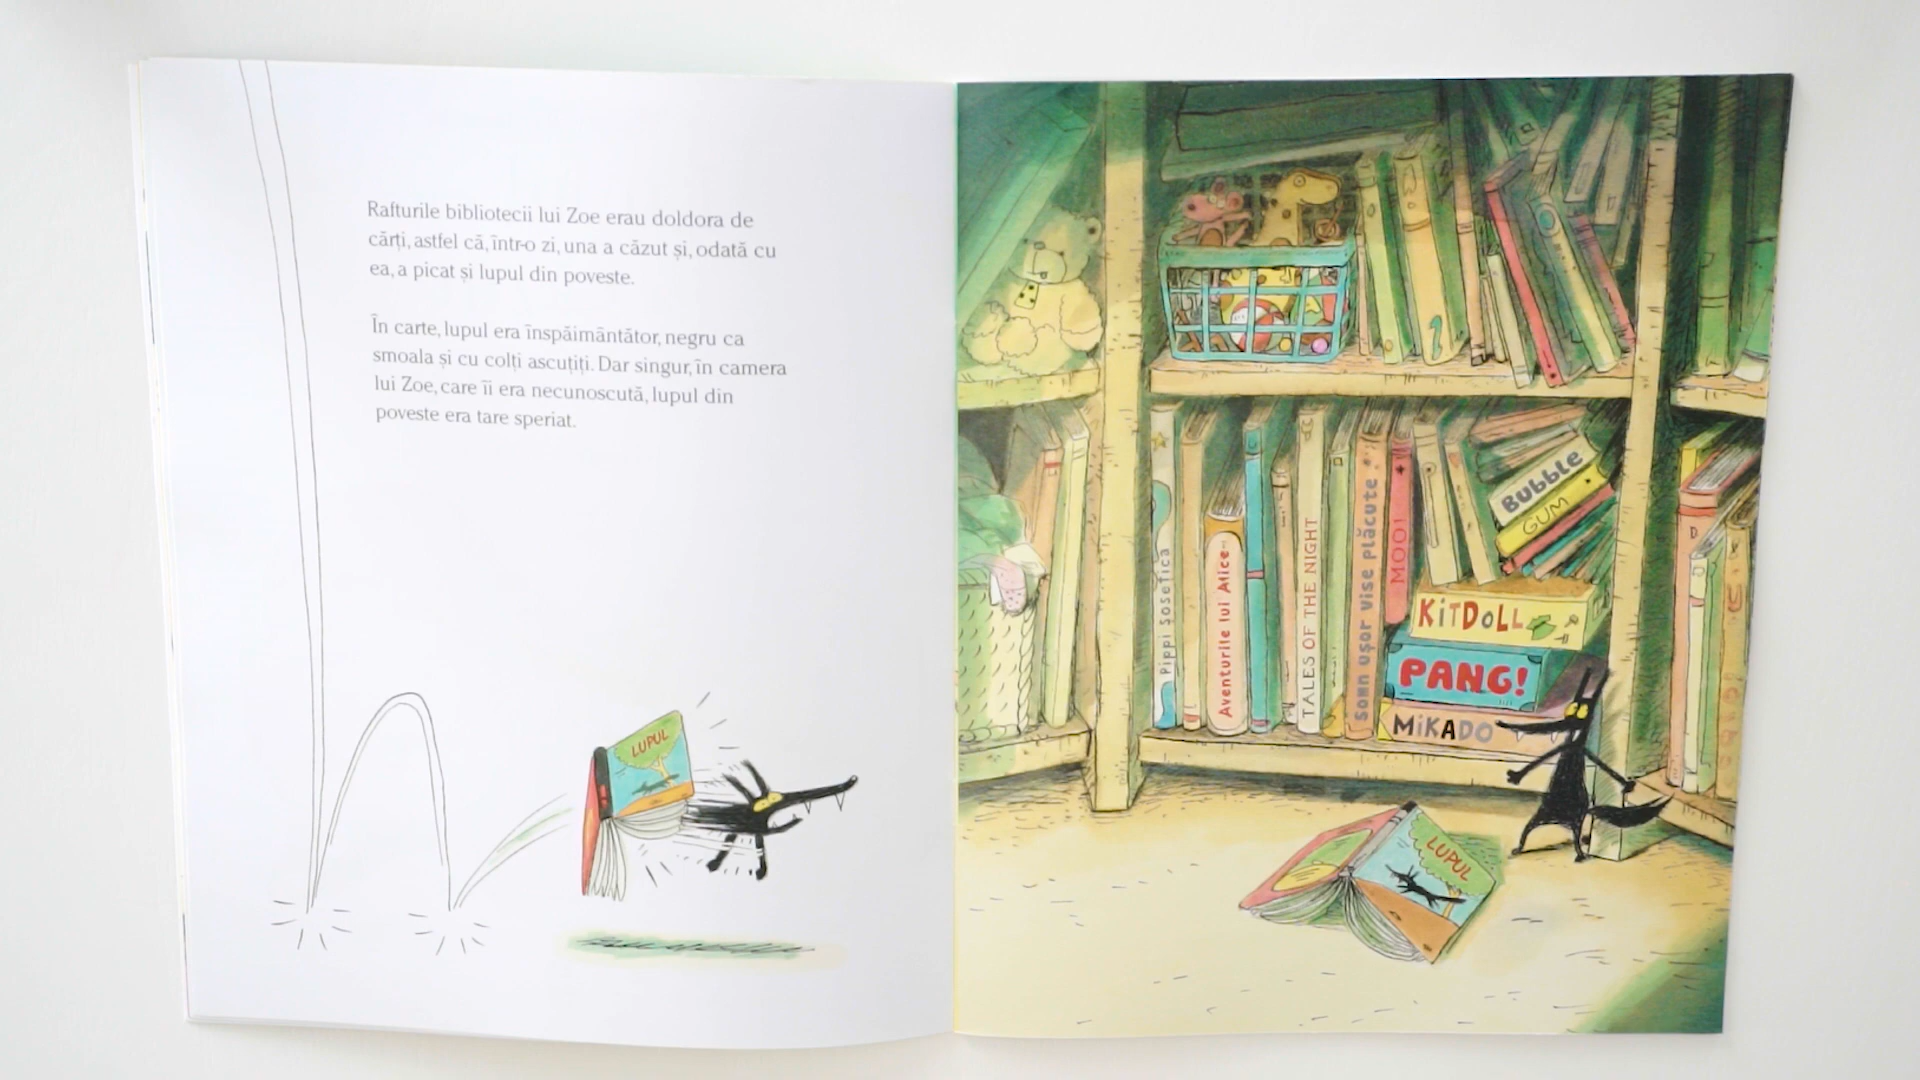 Rafturile bibliotecii lui Zoe erau doldora de
cărți, astfel că, într-o zi, una a căzut și, odată cu
ea, a picat și lupul din poveste.
În carte, lupul era înspăimântător, negru ca
smoala și cu colți ascuțiți. Dar singur, în camera
lui Zoe, care îi era necunoscută, lupul din
poveste era tare speriat.
LUPUL
Pippi Șosețica
Aventurile lui Alice
TALES OF THE NIGHT
Somn ușor vise plăcute
MOO!
BUBBLE
GUM
KiTDOLL
PANG!
MiKADO
LUPUL